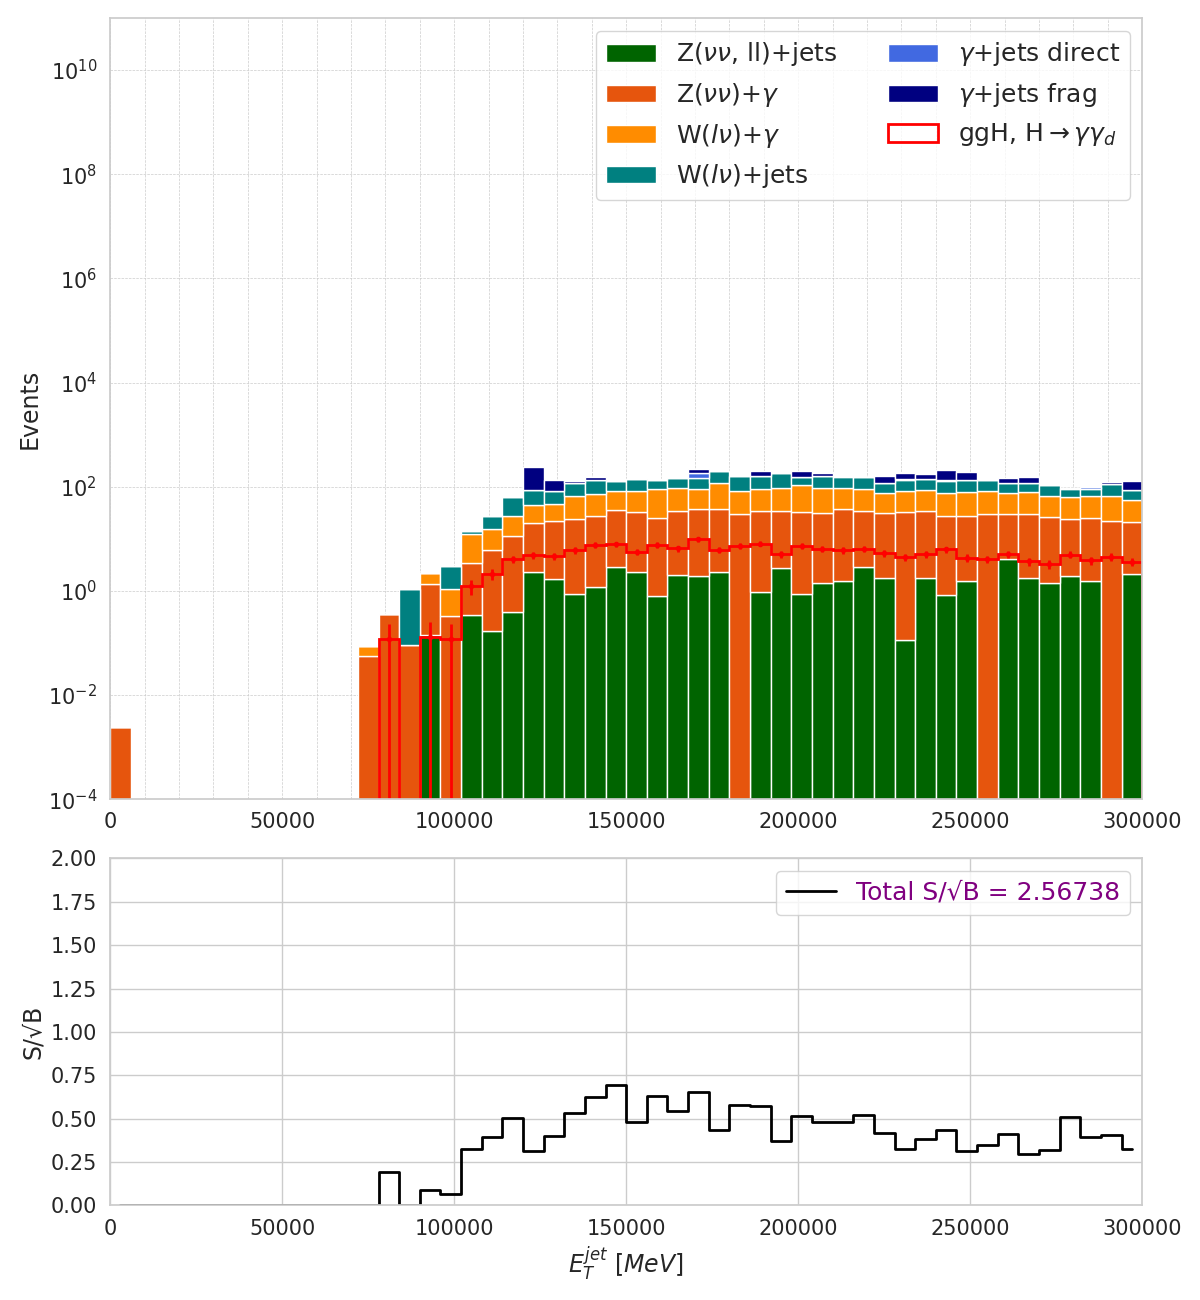 Z(νν, ll)+jets
Z(νν)+γ
W(lν)+γ
W(lν)+jets
γ+jets direct
γ+jets frag
ggH, H→γγ_d
Events
10^10
10^8
10^6
10^4
10^2
10^0
10^−2
10^−4
0 50000 100000 150000 200000 250000 300000
Total S/√B = 2.56738
S/√B
2.00
1.75
1.50
1.25
1.00
0.75
0.50
0.25
0.00
0 50000 100000 150000 200000 250000 300000
E_T^jet [MeV]